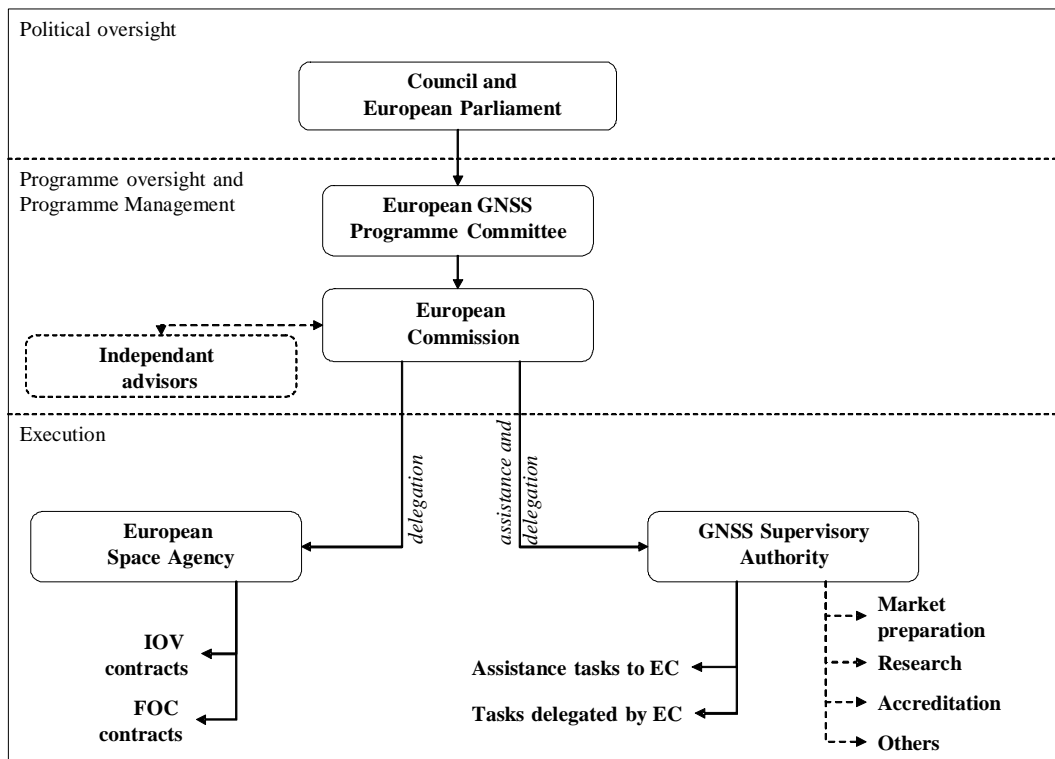 Political oversight
Council and
European Parliament
Programme oversight and
Programme Management
European GNSS
Programme Committee
European
Commission
Independant
advisors
Execution
delegation
assistance and
delegation
European
Space Agency
GNSS Supervisory
Authority
IOV
contracts
FOC
contracts
Assistance tasks to EC
Tasks delegated by EC
Market
preparation
Research
Accreditation
Others